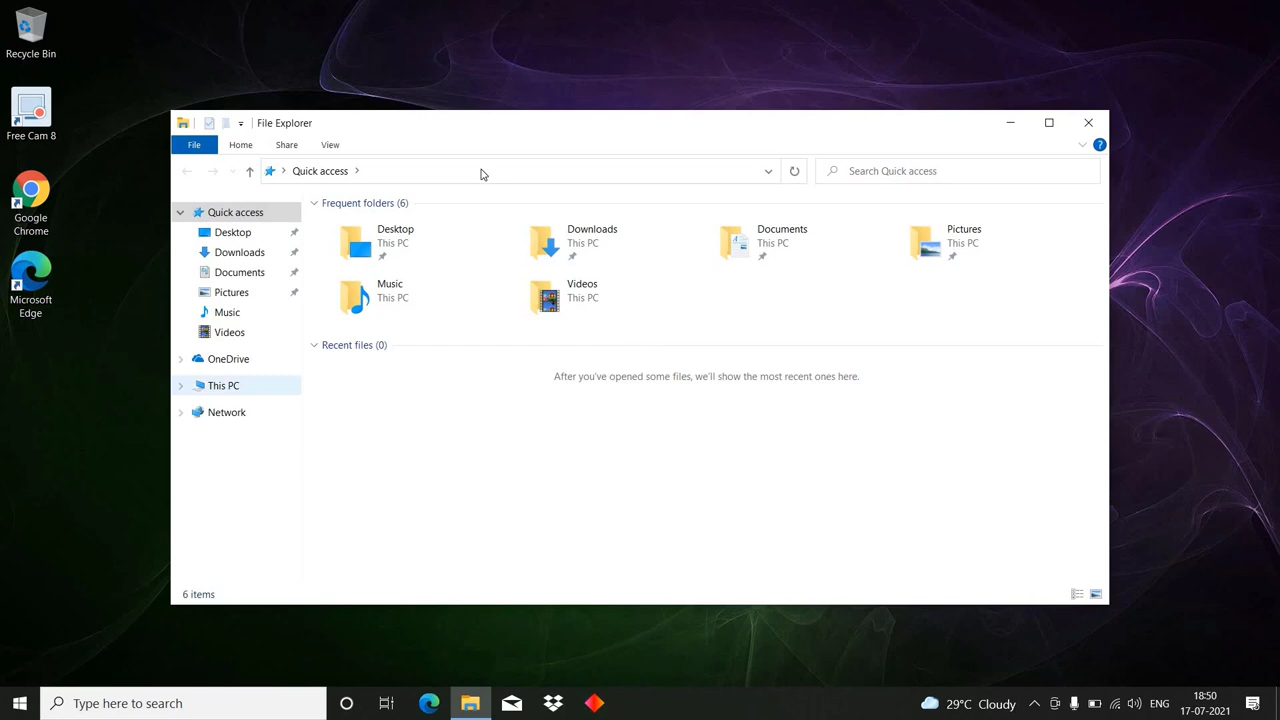 Recycle Bin
Free Cam 8
Google
Chrome
Microsoft
Edge
File Explorer
File
Home
Share
View
Quick access
Search Quick access
Quick access
Desktop
Downloads
Documents
Pictures
Music
Videos
OneDrive
This PC
Network
Frequent folders (6)
Desktop
This PC
Downloads
This PC
Documents
This PC
Pictures
This PC
Music
This PC
Videos
This PC
Recent files (0)
After you've opened some files, we'll show the most recent ones here.
6 items
Type here to search
29°C Cloudy
ENG
18:50
17-07-2021